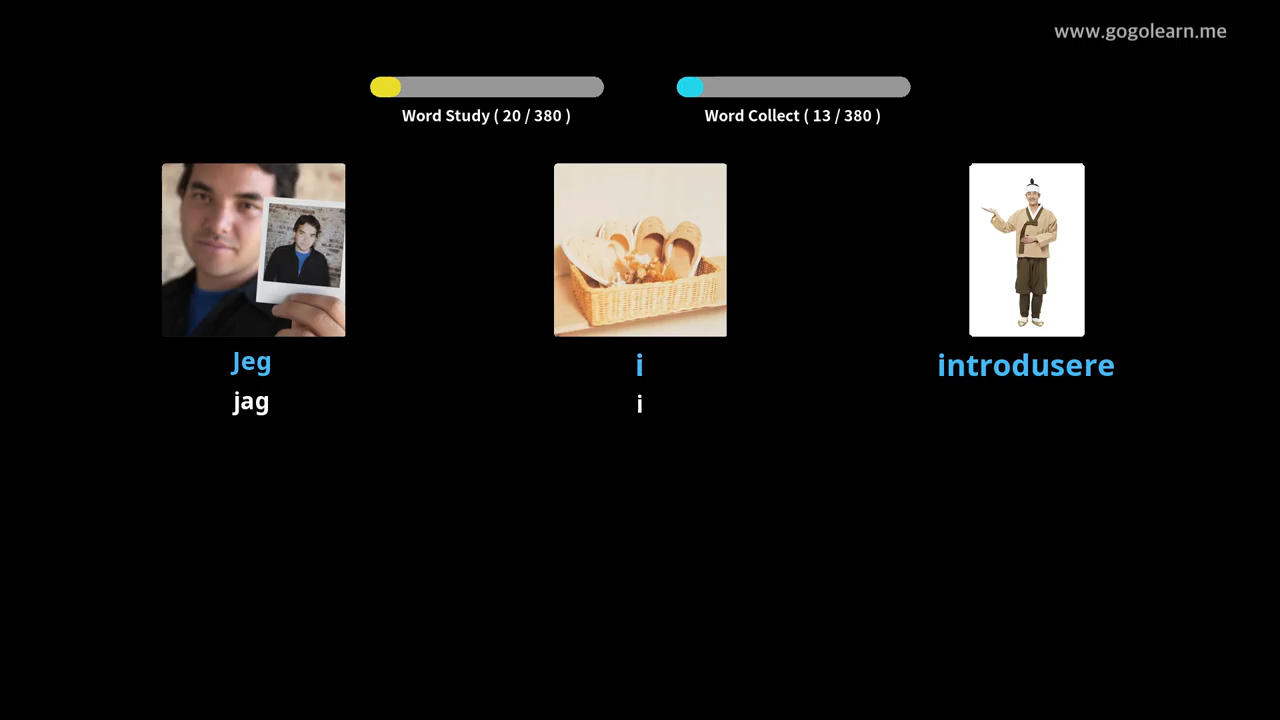 www.gogolearn.me
Word Study ( 20 / 380 )
Word Collect ( 13 / 380 )
Jeg
jag
i
i
introdusere